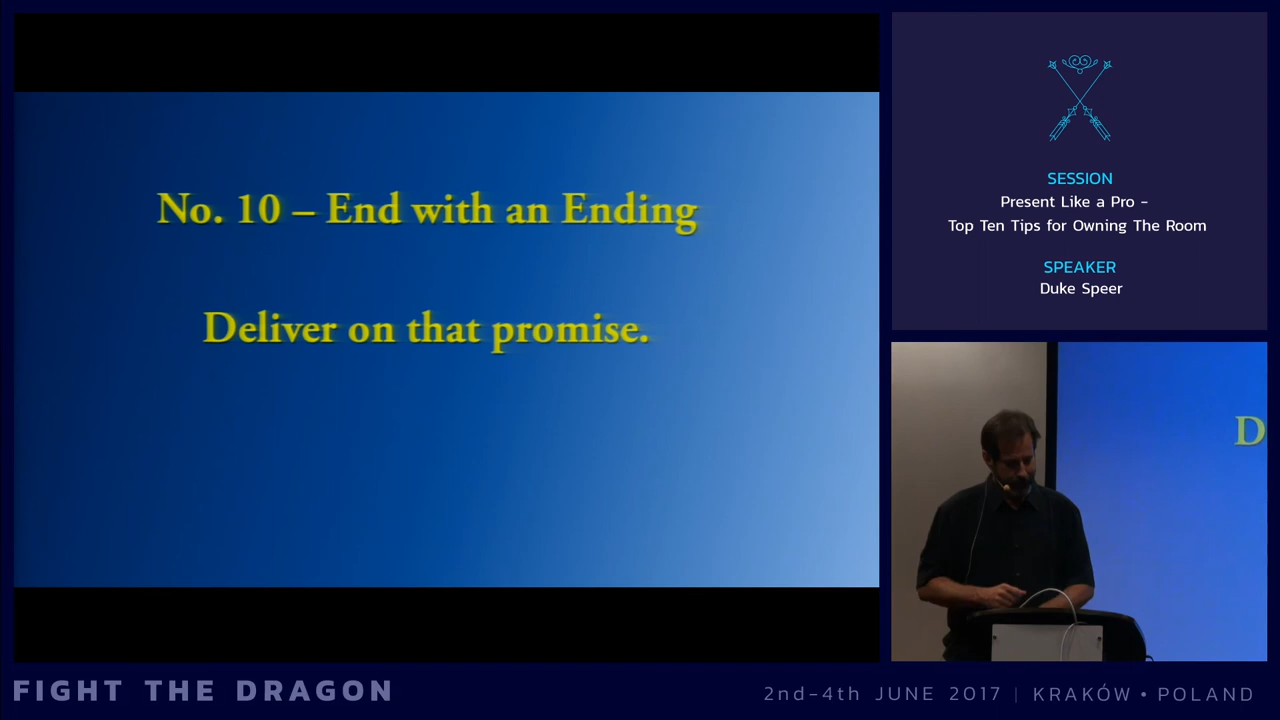 No. 10 – End with an Ending
Deliver on that promise.
SESSION
Present Like a Pro -
Top Ten Tips for Owning The Room
SPEAKER
Duke Speer
D
FIGHT THE DRAGON
2nd-4th JUNE 2017 | KRAKÓW • POLAND